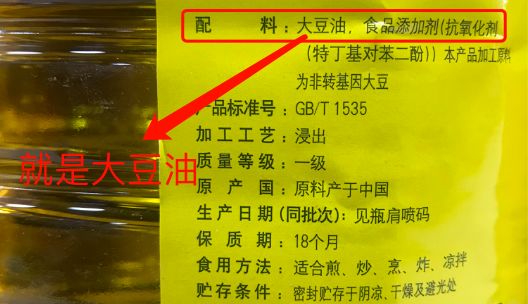 配 料：大豆油，食品添加剂(抗氧化剂
(特丁基对苯二酚)) 本产品加工原料
为非转基因大豆
产品标准号：GB/T 1535
加工工艺：浸出
就是大豆油
质量等级：一级
原 产 国：原料产于中国
生产日期(同批次)：见瓶肩喷码
保 质 期：18个月
食用方法：适合煎、炒、烹、炸、凉拌
贮存条件：密封贮存于阴凉、干燥及避光处